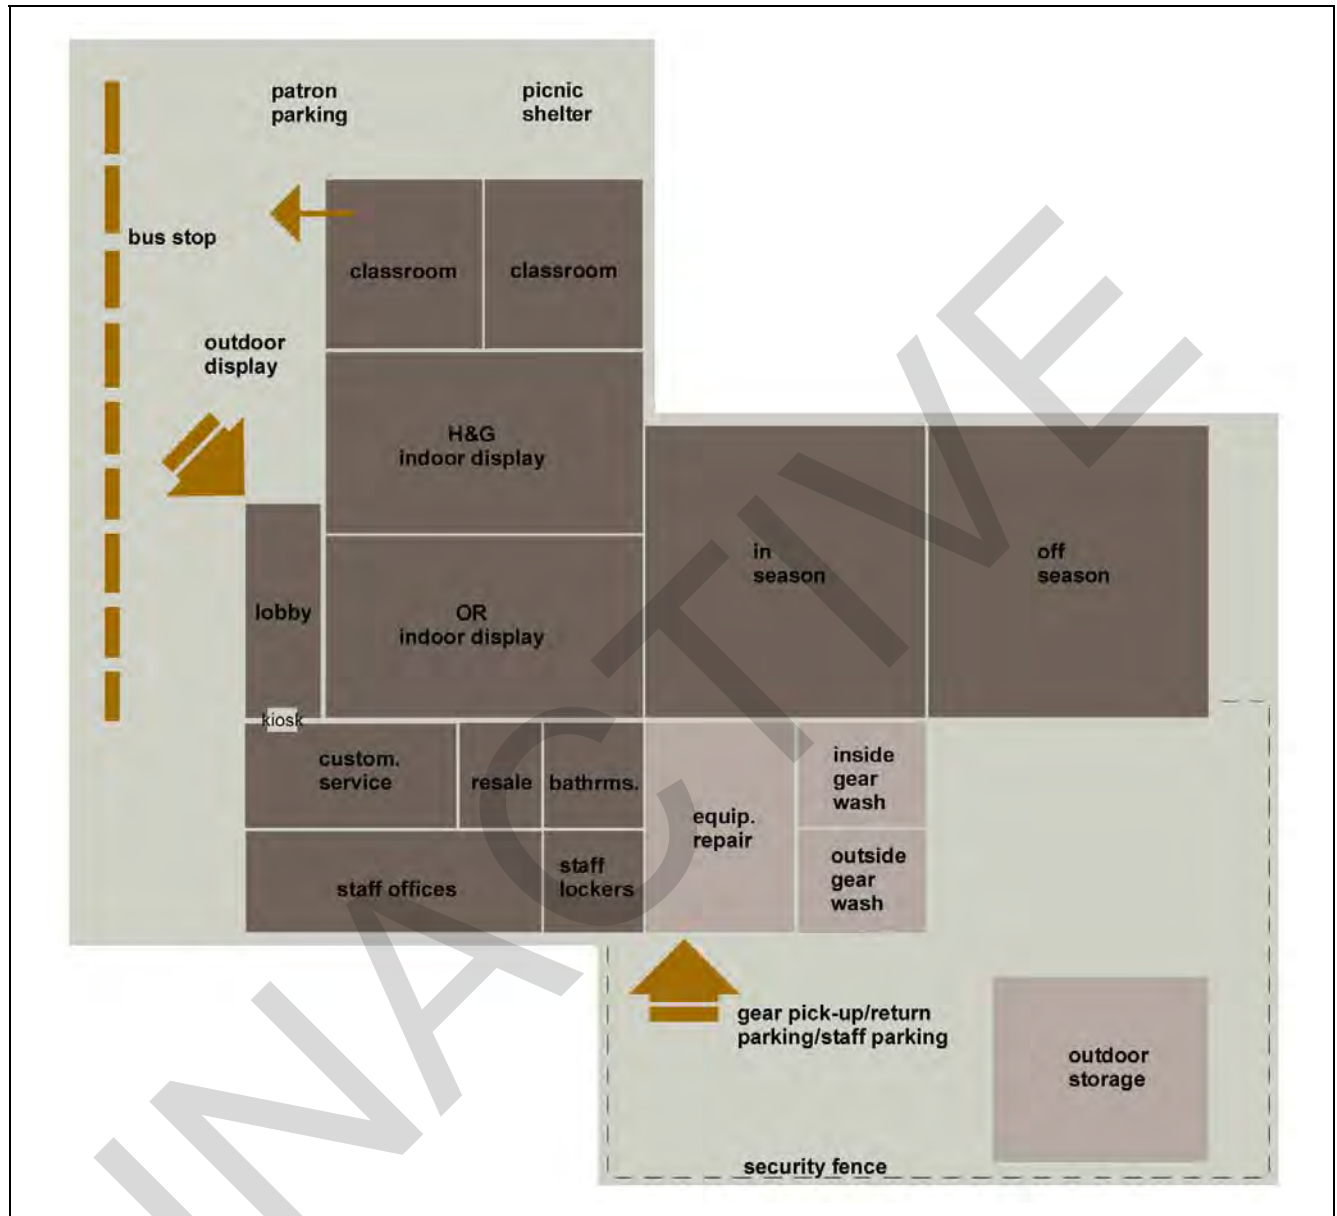 patron
parking
picnic
shelter
bus stop
classroom
classroom
outdoor
display
H&G
indoor display
in
season
off
season
lobby
OR
indoor display
kiosk
custom.
service
resale
bathrms.
equip.
repair
inside
gear
wash
staff offices
staff
lockers
outside
gear
wash
gear pick-up/return
parking/staff parking
outdoor
storage
security fence
INACTIVE